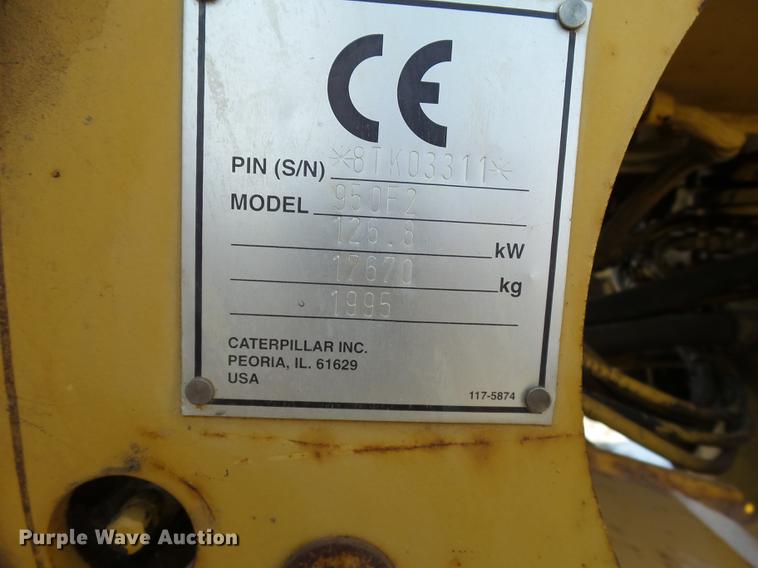 CE
PIN (S/N) *8TK03311*
MODEL 950F2
126.8 kW
17670 kg
1995
CATERPILLAR INC.
PEORIA, IL. 61629
USA
117-5874
Purple Wave Auction